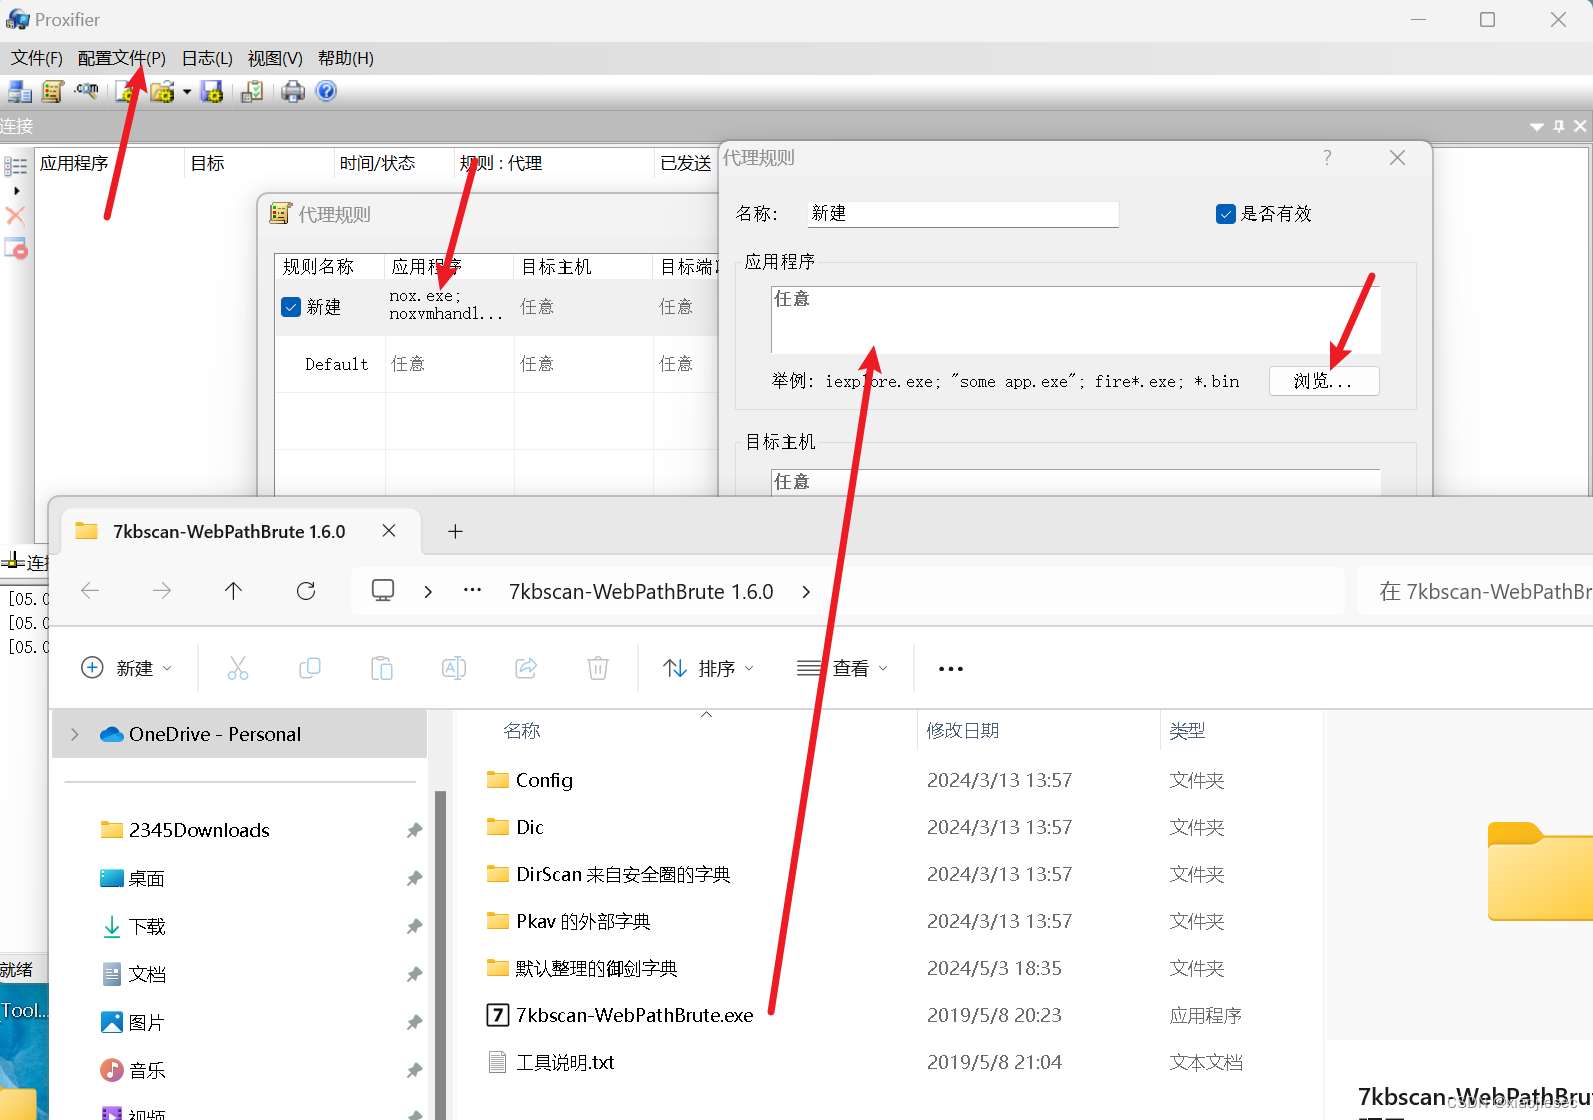 Proxifier
文件(F) 配置文件(P) 日志(L) 视图(V) 帮助(H)
连接
应用程序 目标 时间/状态 规则 : 代理 已发送
代理规则
规则名称 应用程序 目标主机 目标端
新建 nox.exe; noxvmhandl... 任意 任意
Default 任意 任意 任意
代理规则
名称: 新建 是否有效
应用程序
任意
举例: iexplore.exe; "some app.exe"; fire*.exe; *.bin 浏览...
目标主机
任意
连接
[05.0
[05.0
[05.0
就绪
Tool...
7kbscan-WebPathBrute 1.6.0
7kbscan-WebPathBrute 1.6.0 在 7kbscan-WebPathBr
新建 排序 查看
OneDrive - Personal
2345Downloads
桌面
下载
文档
图片
音乐
视频
名称 修改日期 类型
Config 2024/3/13 13:57 文件夹
Dic 2024/3/13 13:57 文件夹
DirScan 来自安全圈的字典 2024/3/13 13:57 文件夹
Pkav 的外部字典 2024/3/13 13:57 文件夹
默认整理的御剑字典 2024/5/3 18:35 文件夹
7kbscan-WebPathBrute.exe 2019/5/8 20:23 应用程序
工具说明.txt 2019/5/8 21:04 文本文档
7kbscan-WebPathBru